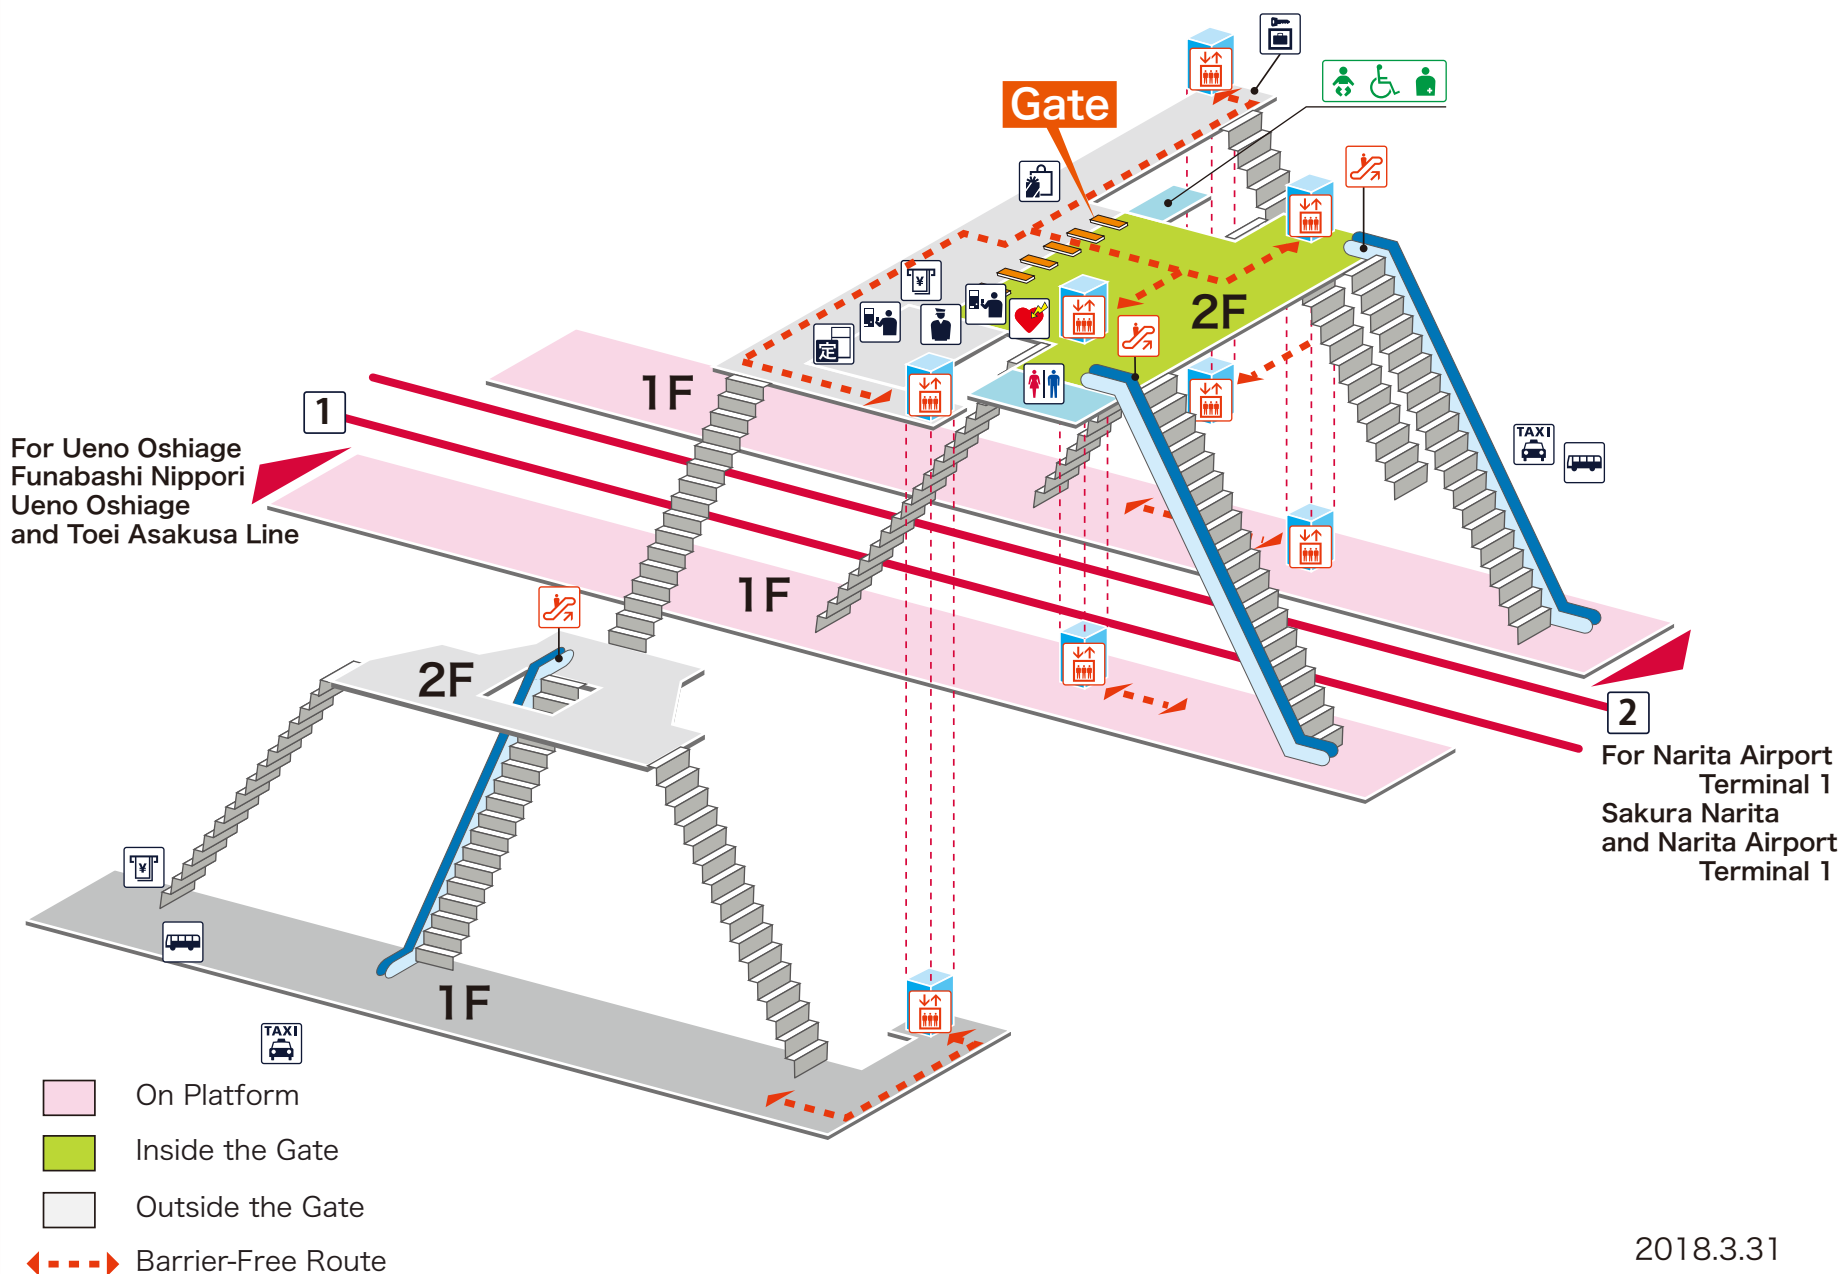 Gate
2F
1F
定
1
For Ueno Oshiage
Funabashi Nippori
Ueno Oshiage
and Toei Asakusa Line
TAXI
1F
2F
¥
¥
2
For Narita Airport
Terminal 1
Sakura Narita
and Narita Airport
Terminal 1
1F
TAXI
On Platform
Inside the Gate
Outside the Gate
Barrier-Free Route
2018.3.31